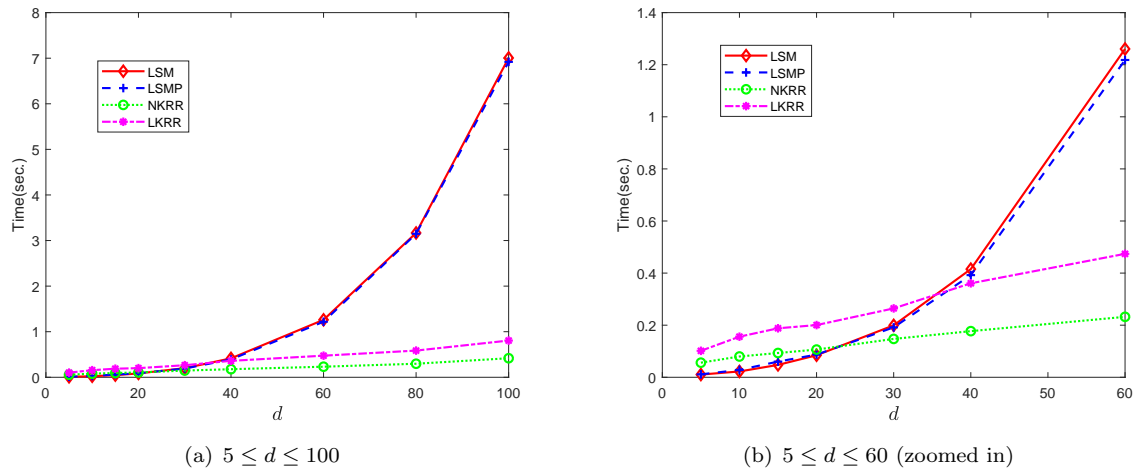 8
7
6
5
4
3
2
1
0
Time(sec.)
LSM
LSMP
NKRR
LKRR
0 20 40 60 80 100
d
(a) 5 ≤ d ≤ 100
1.4
1.2
1
0.8
0.6
0.4
0.2
0
Time(sec.)
LSM
LSMP
NKRR
LKRR
0 10 20 30 40 50 60
d
(b) 5 ≤ d ≤ 60 (zoomed in)